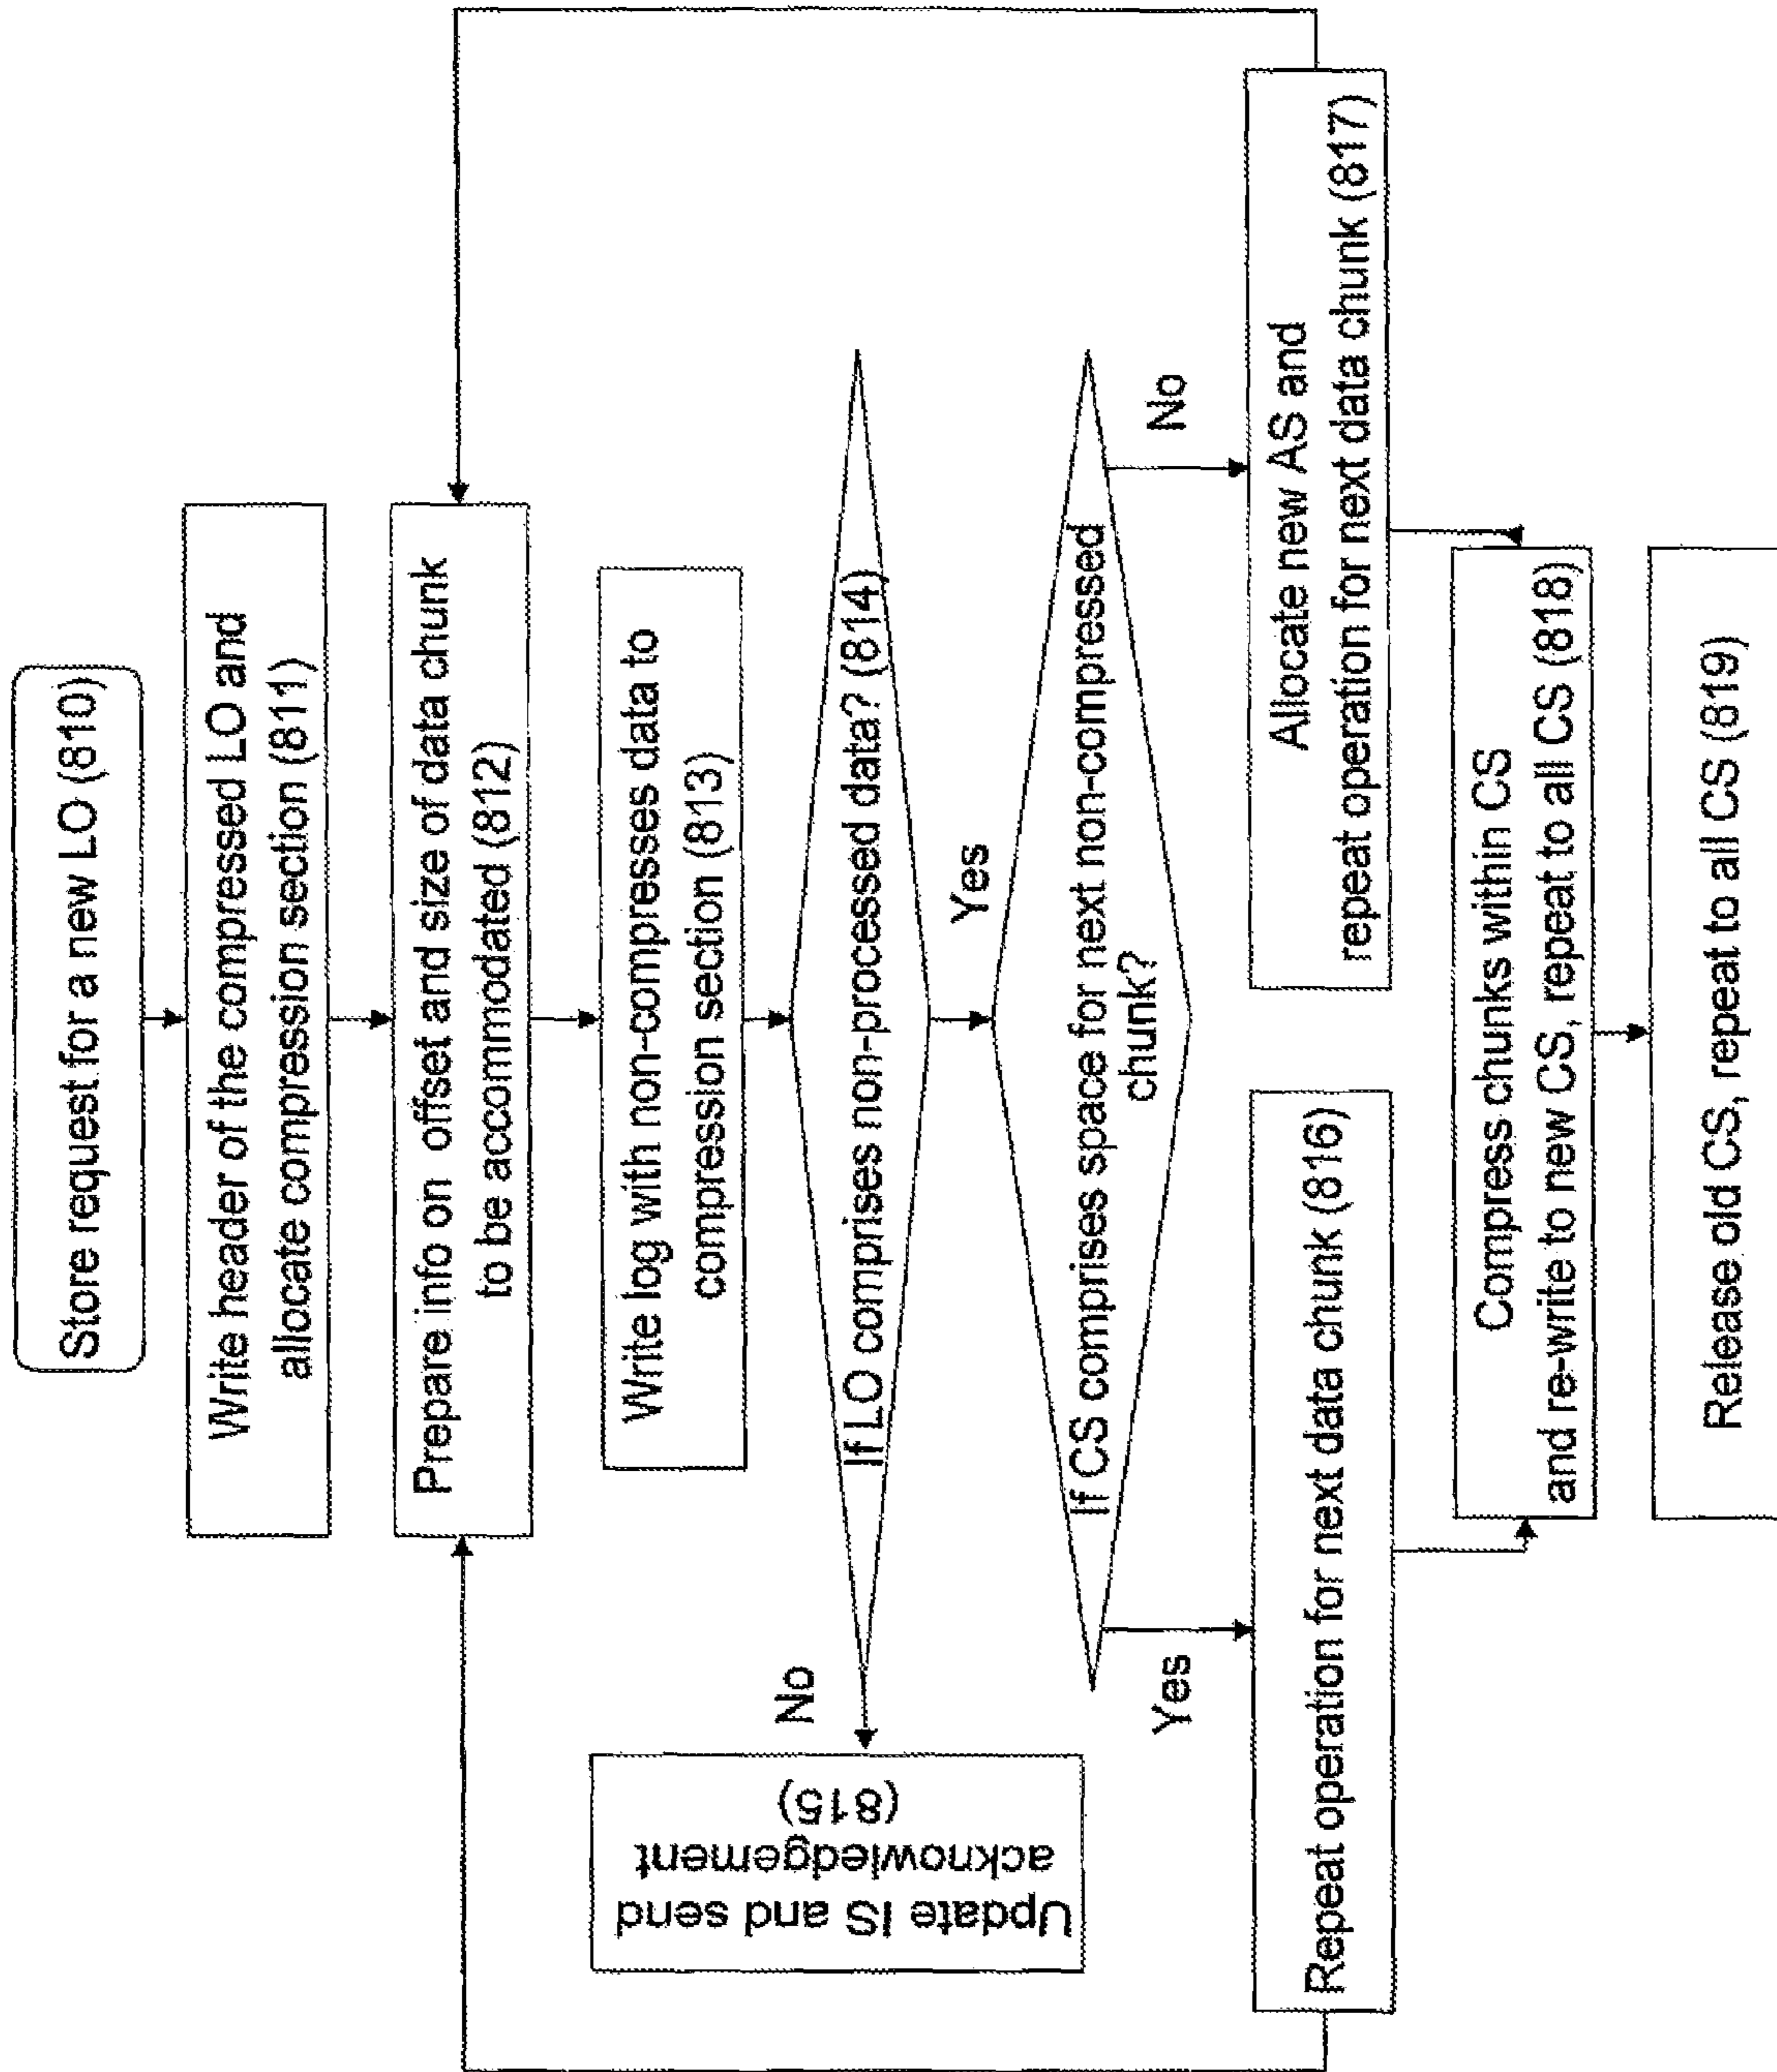 Store request for a new LO (810)
Write header of the compressed LO and
allocate compression section (811)
Prepare info on offset and size of data chunk
to be accommodated (812)
Write log with non-compresses data to
compression section (813)
If LO comprises non-processed data? (814)
No
Update IS and send
acknowledgement
(815)
Yes
If CS comprises space for next non-compressed
chunk?
Yes
No
Repeat operation for next data chunk (816)
Allocate new AS and
repeat operation for next data chunk (817)
Compress chunks within CS
and re-write to new CS, repeat to all CS (818)
Release old CS, repeat to all CS (819)